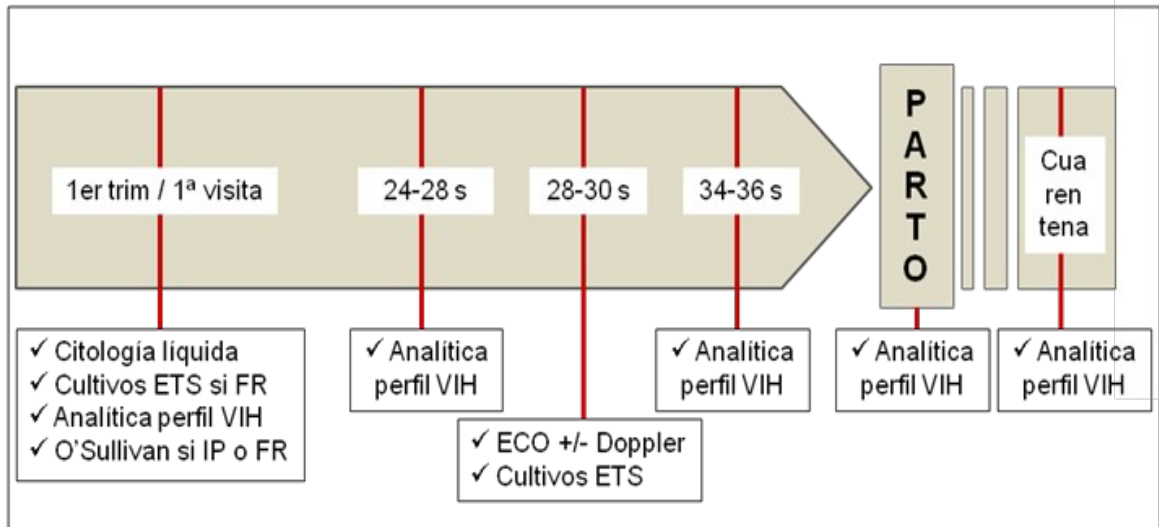 1er trim / 1ª visita
24-28 s
28-30 s
34-36 s
PARTO
Cua
ren
tena
✓ Citología líquida
✓ Cultivos ETS si FR
✓ Analítica perfil VIH
✓ O'Sullivan si IP o FR
✓ Analítica
perfil VIH
✓ ECO +/- Doppler
✓ Cultivos ETS
✓ Analítica
perfil VIH
✓ Analítica
perfil VIH
✓ Analítica
perfil VIH